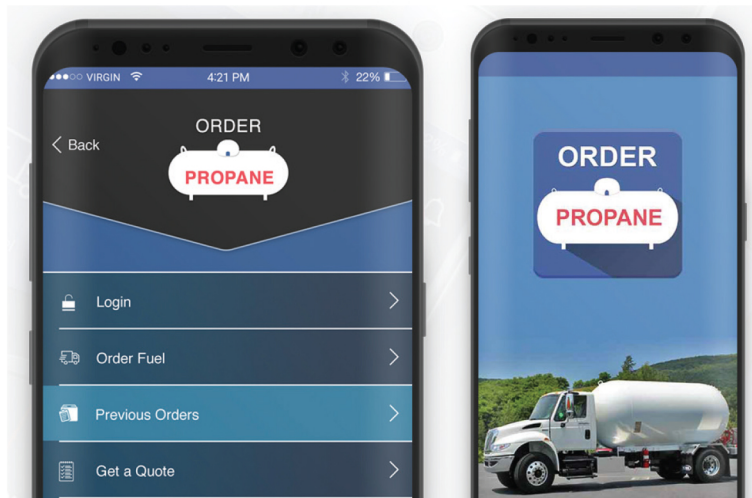 VIRGIN 4:21 PM 22%
ORDER
Back
PROPANE
Login
Order Fuel
Previous Orders
Get a Quote
ORDER
PROPANE